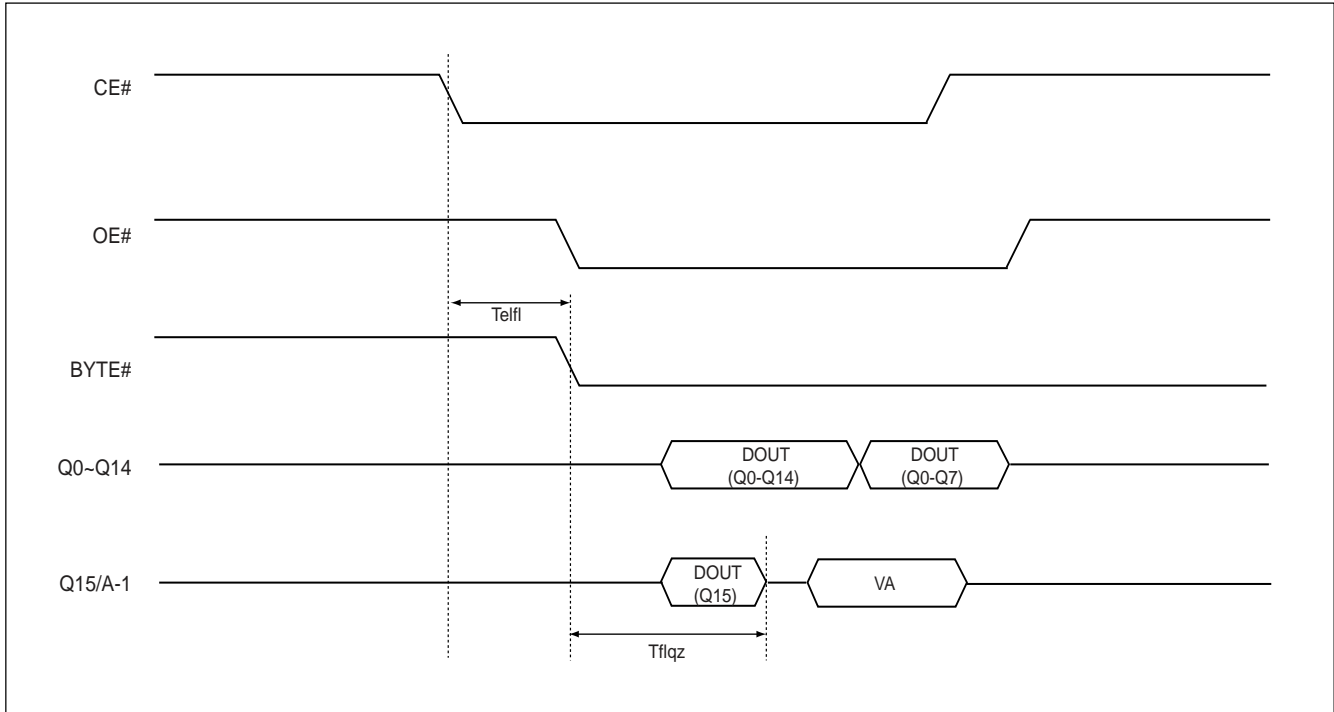 CE#
OE#
Telfl
BYTE#
Q0~Q14
DOUT
(Q0-Q14)
DOUT
(Q0-Q7)
Q15/A-1
DOUT
(Q15)
VA
Tflqz